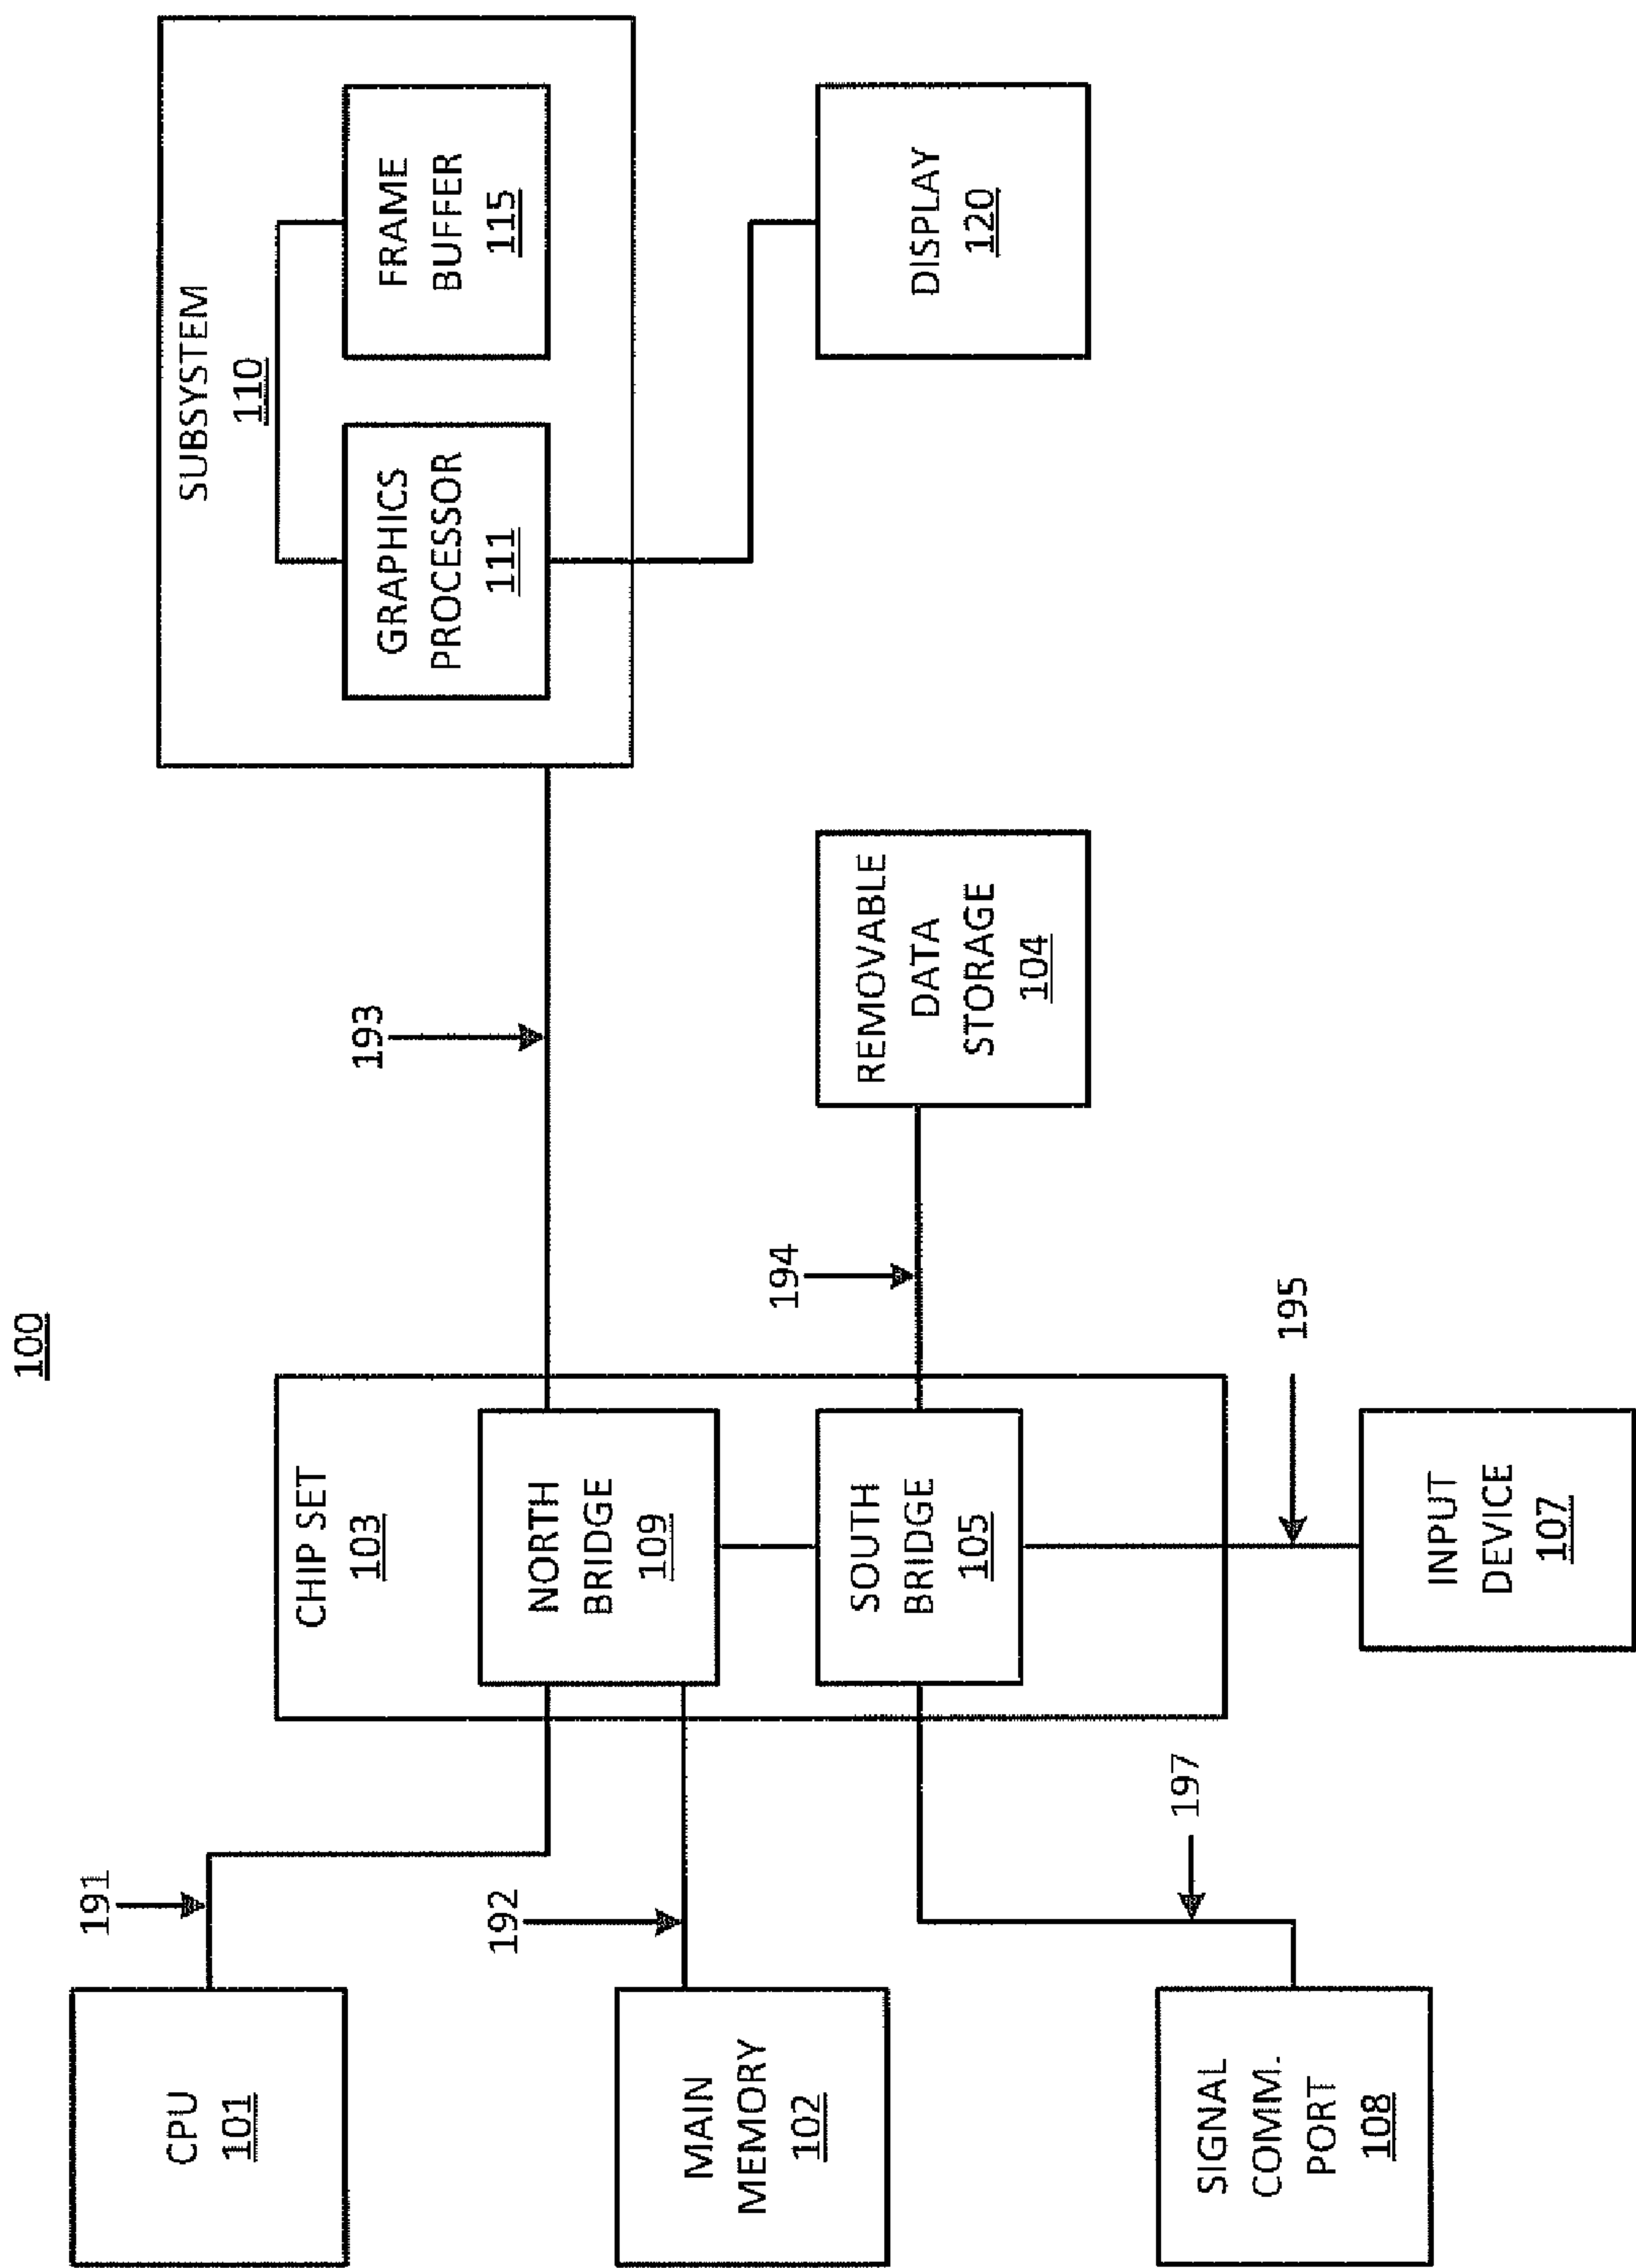 100
CPU
101
191
MAIN
MEMORY
102
192
SIGNAL
COMM.
PORT
108
197
CHIP SET
103
NORTH
BRIDGE
109
SOUTH
BRIDGE
105
195
INPUT
DEVICE
107
193
194
REMOVABLE
DATA
STORAGE
104
SUBSYSTEM
110
GRAPHICS
PROCESSOR
111
FRAME
BUFFER
115
DISPLAY
120